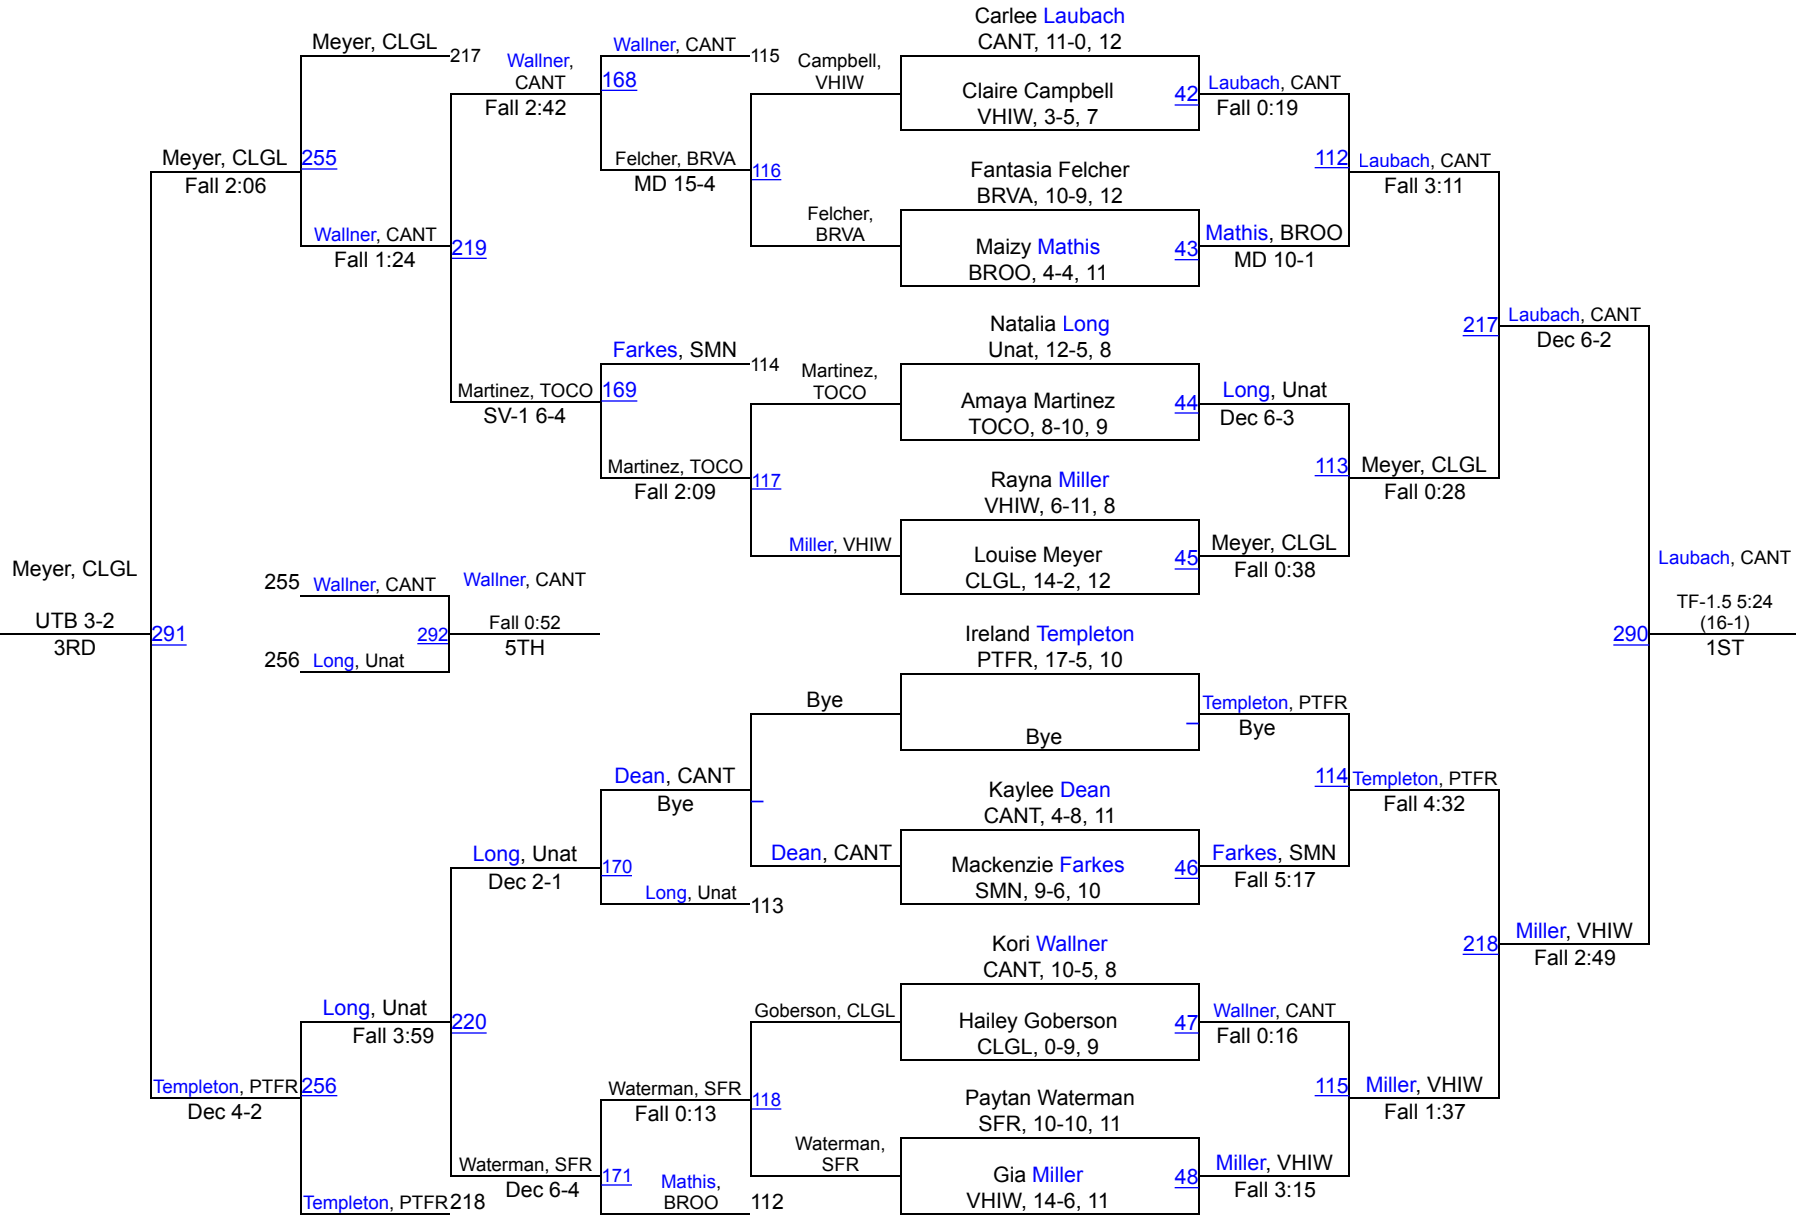 Carlee Laubach
CANT, 11-0, 12
Meyer, CLGL
217
Wallner, CANT
115
Campbell,
VHIW
Wallner,
CANT
168
Claire Campbell
VHIW, 3-5, 7
42
Laubach, CANT
Fall 2:42
Fall 0:19
Meyer, CLGL
255
Felcher, BRVA
116
Fantasia Felcher
BRVA, 10-9, 12
112
Laubach, CANT
Fall 2:06
MD 15-4
Fall 3:11
Felcher,
BRVA
Wallner, CANT
219
Maizy Mathis
BROO, 4-4, 11
43
Mathis, BROO
Fall 1:24
MD 10-1
Natalia Long
Unat, 12-5, 8
217
Laubach, CANT
Dec 6-2
Farkes, SMN
114
Martinez,
TOCO
Martinez, TOCO
169
Amaya Martinez
TOCO, 8-10, 9
44
Long, Unat
SV-1 6-4
Dec 6-3
Martinez, TOCO
117
Rayna Miller
VHIW, 6-11, 8
113
Meyer, CLGL
Fall 2:09
Fall 0:28
Miller, VHIW
Louise Meyer
CLGL, 14-2, 12
45
Meyer, CLGL
Fall 0:38
Meyer, CLGL
255
Wallner, CANT
Wallner, CANT
Laubach, CANT
UTB 3-2
291
292
Fall 0:52
Ireland Templeton
PTFR, 17-5, 10
290
TF-1.5 5:24
(16-1)
3RD
256
Long, Unat
5TH
1ST
Bye
Bye
_
Templeton, PTFR
Bye
Dean, CANT
_
Kaylee Dean
CANT, 4-8, 11
114
Templeton, PTFR
Bye
Fall 4:32
Long, Unat
170
Dean, CANT
Mackenzie Farkes
SMN, 9-6, 10
46
Farkes, SMN
Dec 2-1
Fall 5:17
Long, Unat
113
Kori Wallner
CANT, 10-5, 8
218
Miller, VHIW
Fall 2:49
Long, Unat
220
Goberson, CLGL
Hailey Goberson
CLGL, 0-9, 9
47
Wallner, CANT
Fall 3:59
Fall 0:16
Templeton, PTFR
256
Waterman, SFR
118
Paytan Waterman
SFR, 10-10, 11
115
Miller, VHIW
Dec 4-2
Fall 0:13
Fall 1:37
Waterman,
SFR
Waterman, SFR
171
Gia Miller
VHIW, 14-6, 11
48
Miller, VHIW
Dec 6-4
Fall 3:15
Mathis,
BROO
112
Templeton, PTFR
218